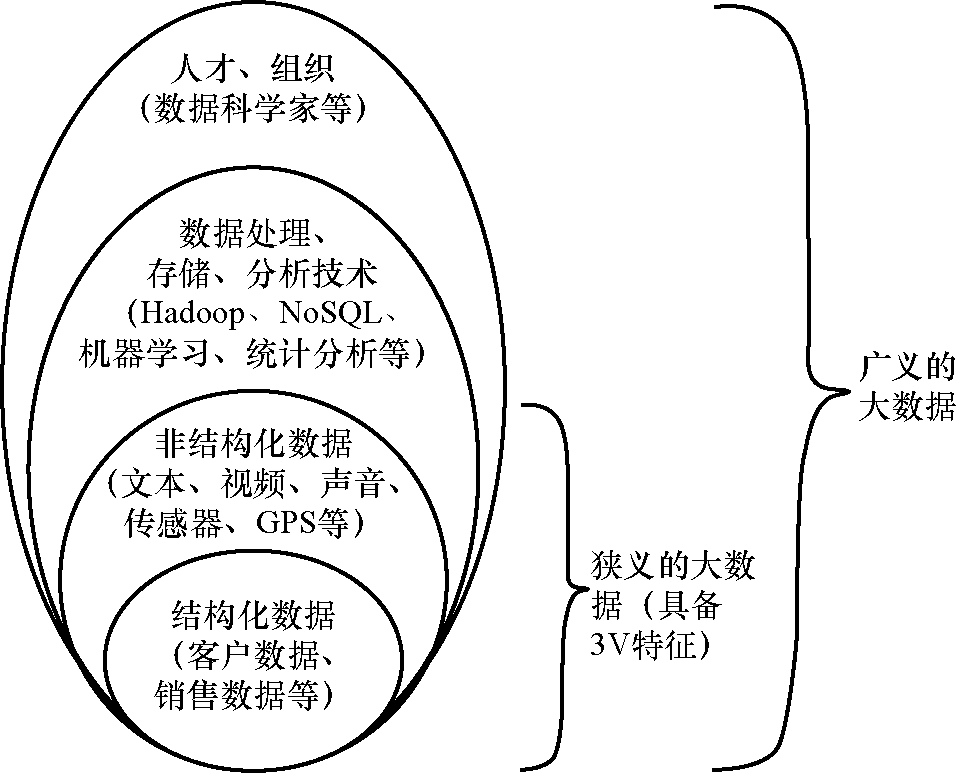 人才、组织
（数据科学家等）
数据处理、
存储、分析技术
（Hadoop、NoSQL、
机器学习、统计分析等）
非结构化数据
（文本、视频、声音、
传感器、GPS等）
结构化数据
（客户数据、
销售数据等）
狭义的大数
据（具备
3V特征）
广义的
大数据